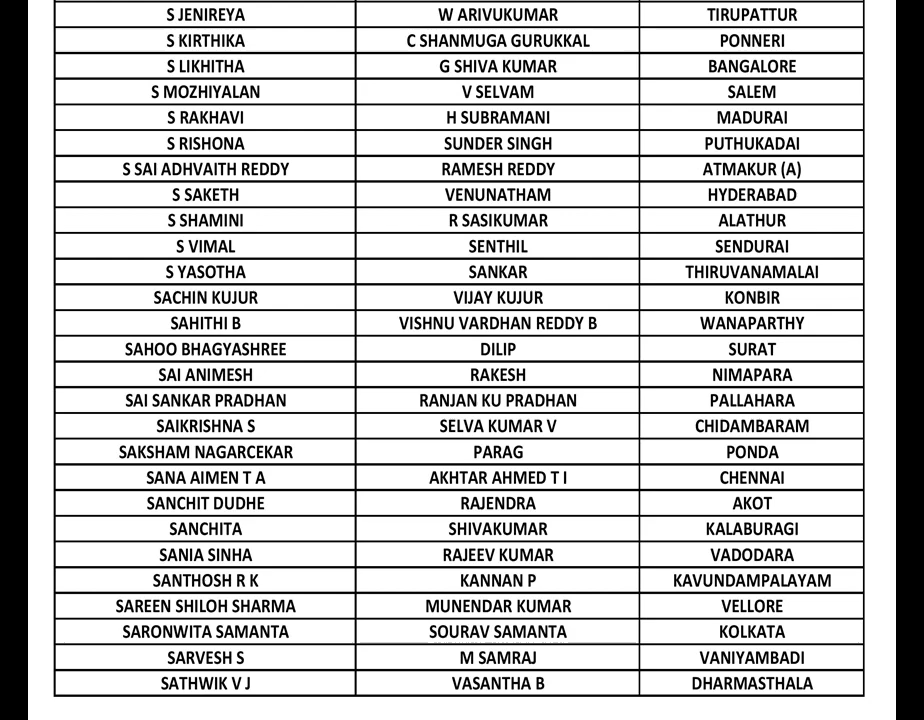 S JENIREYA W ARIVUKUMAR TIRUPATTUR
S KIRTHIKA C SHANMUGA GURUKKAL PONNERI
S LIKHITHA G SHIVA KUMAR BANGALORE
S MOZHIYALAN V SELVAM SALEM
S RAKHAVI H SUBRAMANI MADURAI
S RISHONA SUNDER SINGH PUTHUKADAI
S SAI ADHVAITH REDDY RAMESH REDDY ATMAKUR (A)
S SAKETH VENUNATHAM HYDERABAD
S SHAMINI R SASIKUMAR ALATHUR
S VIMAL SENTHIL SENDURAI
S YASOTHA SANKAR THIRUVANAMALAI
SACHIN KUJUR VIJAY KUJUR KONBIR
SAHITHI B VISHNU VARDHAN REDDY B WANAPARTHY
SAHOO BHAGYASHREE DILIP SURAT
SAI ANIMESH RAKESH NIMAPARA
SAI SANKAR PRADHAN RANJAN KU PRADHAN PALLAHARA
SAIKRISHNA S SELVA KUMAR V CHIDAMBARAM
SAKSHAM NAGARCEKAR PARAG PONDA
SANA AIMEN T A AKHTAR AHMED T I CHENNAI
SANCHIT DUDHE RAJENDRA AKOT
SANCHITA SHIVAKUMAR KALABURAGI
SANIA SINHA RAJEEV KUMAR VADODARA
SANTHOSH R K KANNAN P KAVUNDAMPALAYAM
SAREEN SHILOH SHARMA MUNENDAR KUMAR VELLORE
SARONWITA SAMANTA SOURAV SAMANTA KOLKATA
SARVESH S M SAMRAJ VANIYAMBADI
SATHWIK V J VASANTHA B DHARMASTHALA